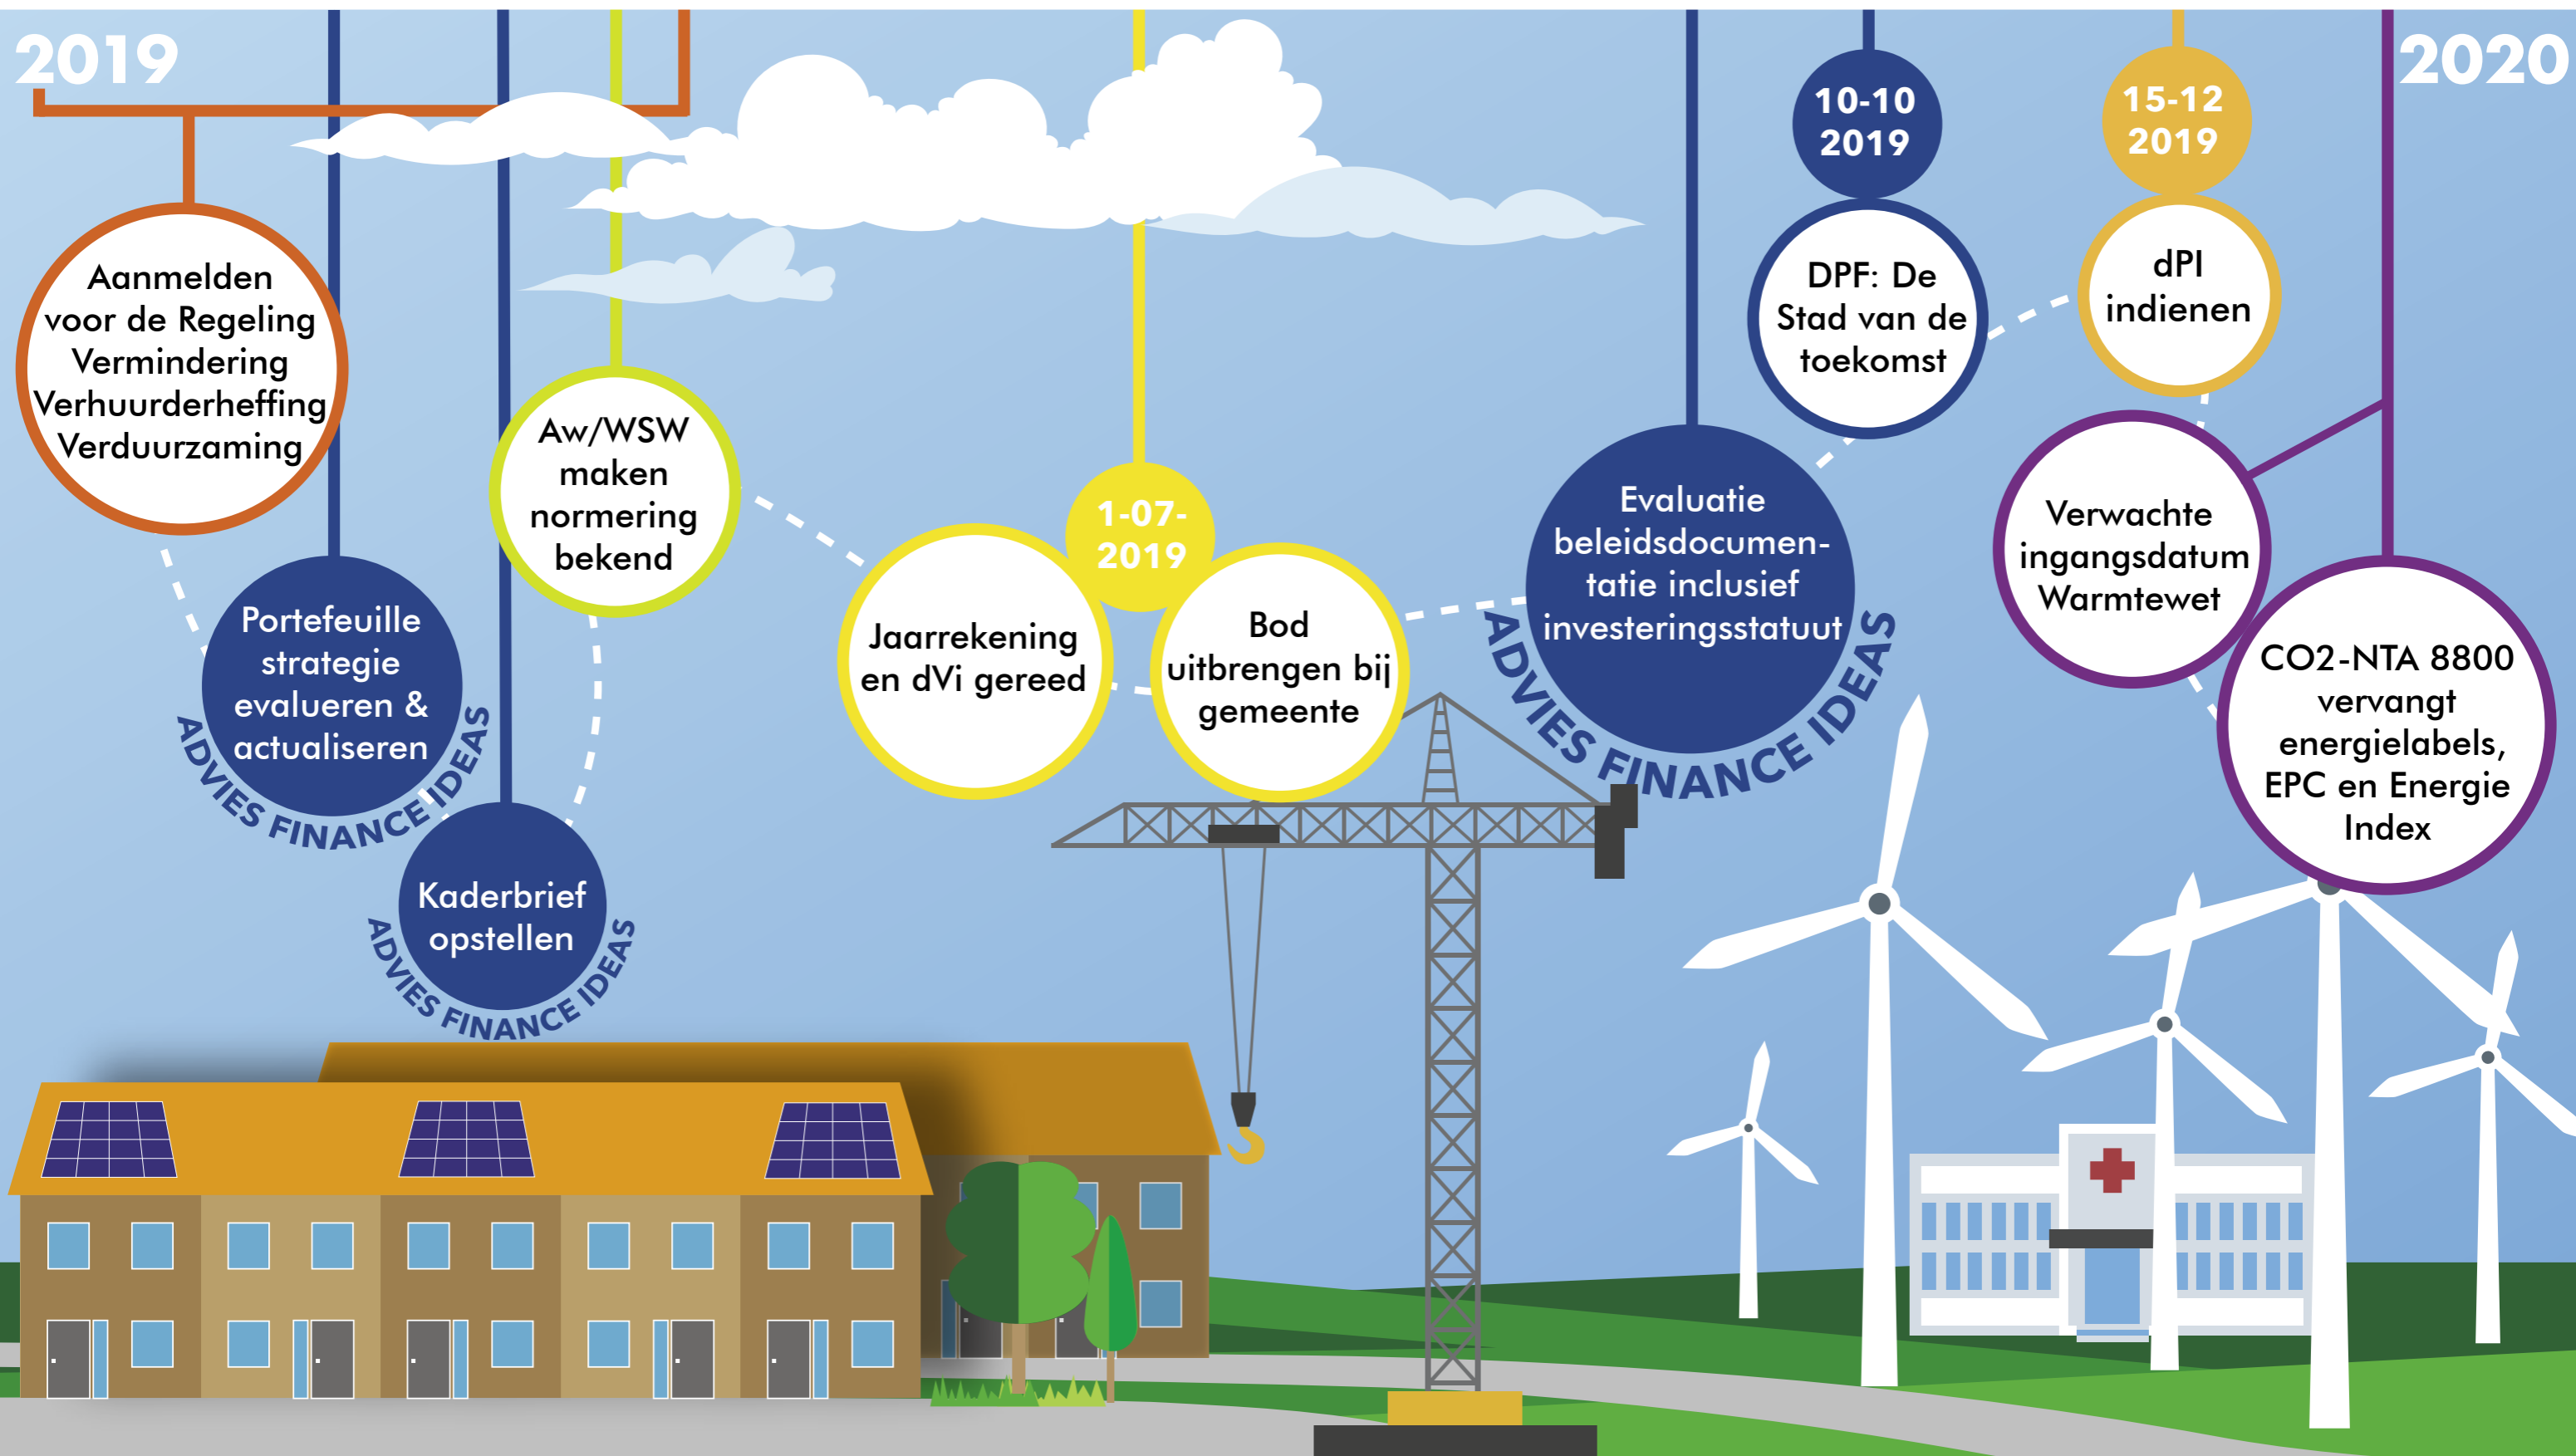 2019
Aanmelden
voor de Regeling
Vermindering
Verhuurderheffing
Verduurzaming
Portefeuille
strategie
evalueren &
actualiseren
ADVIES FINANCE IDEAS
Kaderbrief
opstellen
ADVIES FINANCE IDEAS
Aw/WSW
maken
normering
bekend
1-07-
2019
Jaarrekening
en dVi gereed
Bod
uitbrengen bij
gemeente
Evaluatie
beleidsdocumen-
tatie inclusief
investeringsstatuut
ADVIES FINANCE IDEAS
10-10
2019
DPF: De
Stad van de
toekomst
15-12
2019
dPI
indienen
Verwachte
ingangsdatum
Warmtewet
2020
CO2-NTA 8800
vervangt
energielabels,
EPC en Energie
Index